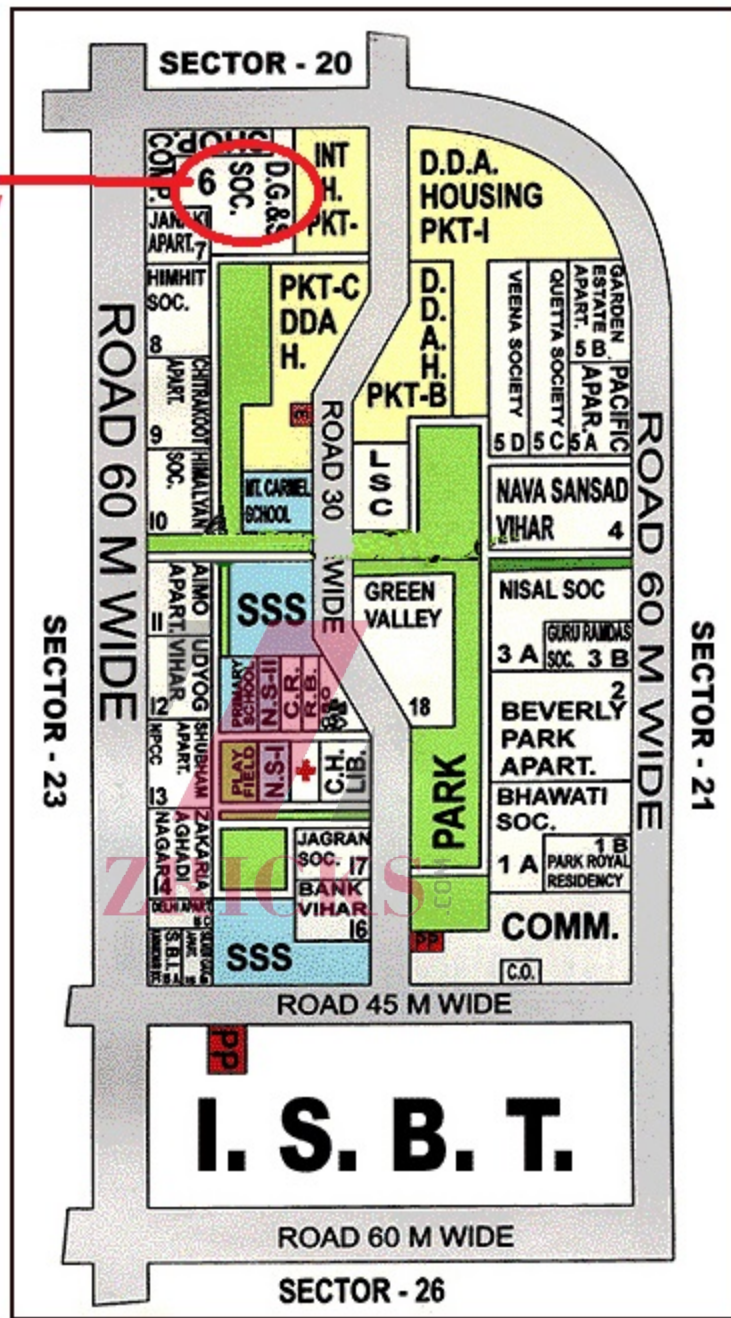 SECTOR - 20
SHOP.
COMP.
6
SOC.
D.G.&S
INT
H.
PKT-
D.D.A.
HOUSING
PKT-I
JANAKI
APART. 7
HIMHIT
SOC.
8
PKT-C
DDA
H.
D.
D.
A.
H.
PKT-B
VEENA SOCIETY
5 D
QUETTA SOCIETY
5 C
GARDEN
ESTATE
APART.
5 B
PACIFIC
APAR.
5A
CHITRAKOOT
APART.
9
HIMALYAN
SOC.
10
MT. CARMEL
SCHOOL
LSC
NAVA SANSAD
VIHAR 4
ROAD 60 M WIDE
ROAD 30 WIDE
ROAD 60 M WIDE
AIMO
APART.
11
SSS
GREEN
VALLEY
18
NISAL SOC
3 A
GURU RAMDAS
SOC. 3 B
SECTOR - 23
SECTOR - 21
UDYOG
VIHAR
12
PRIMARY
SCHOOL
N.S-II
C.R.
R.B.
2
BEVERLY
PARK
APART.
SHUBHAM
APART.
NPCC
13
PLAY
FIELD
N.S-I
C.H.
LIB.
PARK
BHAWATI
SOC.
1 A
1 B
PARK ROYAL
RESIDENCY
ZAKARIA
AGHADI
NAGAR
14
JAGRAN
SOC. 17
BANK
VIHAR
16
ZRICKS
.COM
SSS
S.B.I.
PP
COMM.
C.O.
ROAD 45 M WIDE
PP
I. S. B. T.
ROAD 60 M WIDE
SECTOR - 26